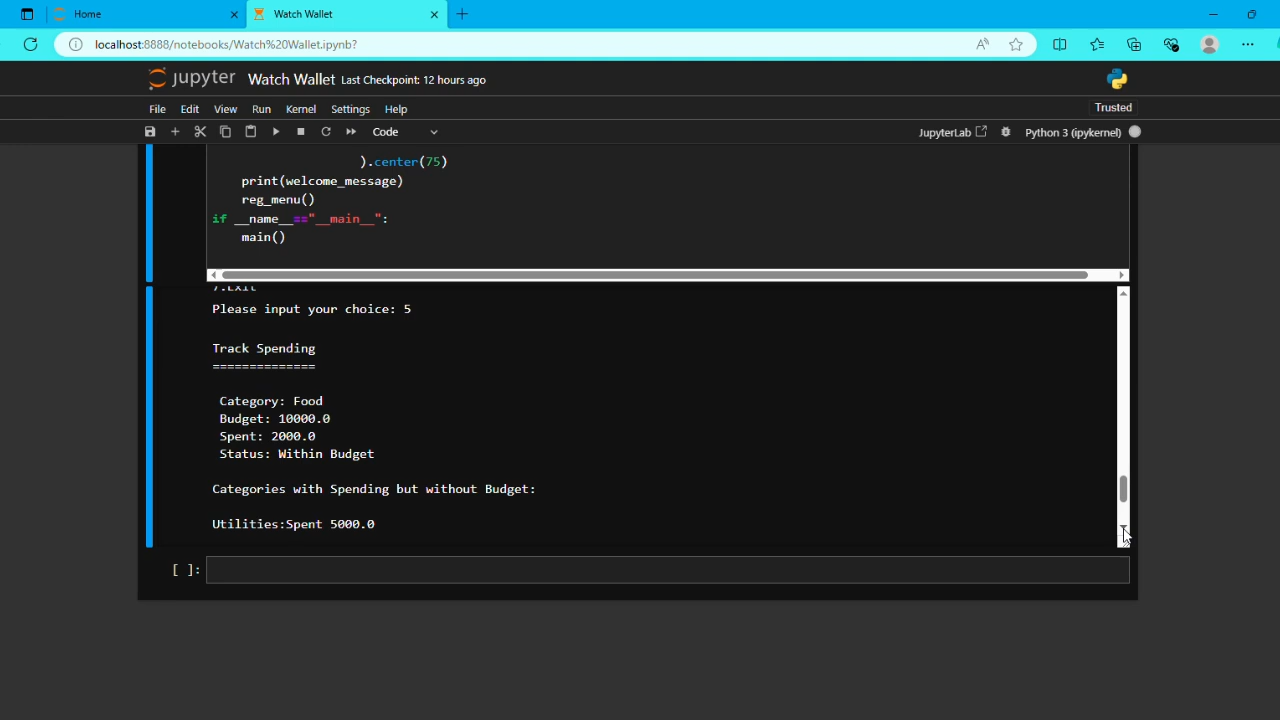 Home
Watch Wallet
localhost:8888/notebooks/Watch%20Wallet.ipynb?
jupyter Watch Wallet Last Checkpoint: 12 hours ago
File Edit View Run Kernel Settings Help
Trusted
Code
JupyterLab
Python 3 (ipykernel)
).center(75)
print(welcome_message)
reg_menu()
if __name__=="__main__":
main()
7.Exit
Please input your choice: 5
Track Spending
==============
Category: Food
Budget: 10000.0
Spent: 2000.0
Status: Within Budget
Categories with Spending but without Budget:
Utilities:Spent 5000.0
[ ]: